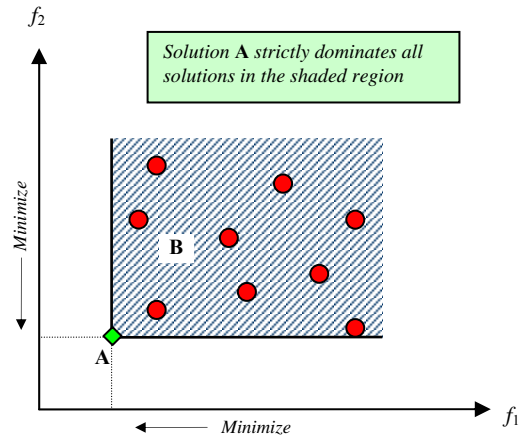 f₂
Solution A strictly dominates all
solutions in the shaded region
Minimize
B
A
Minimize
f₁